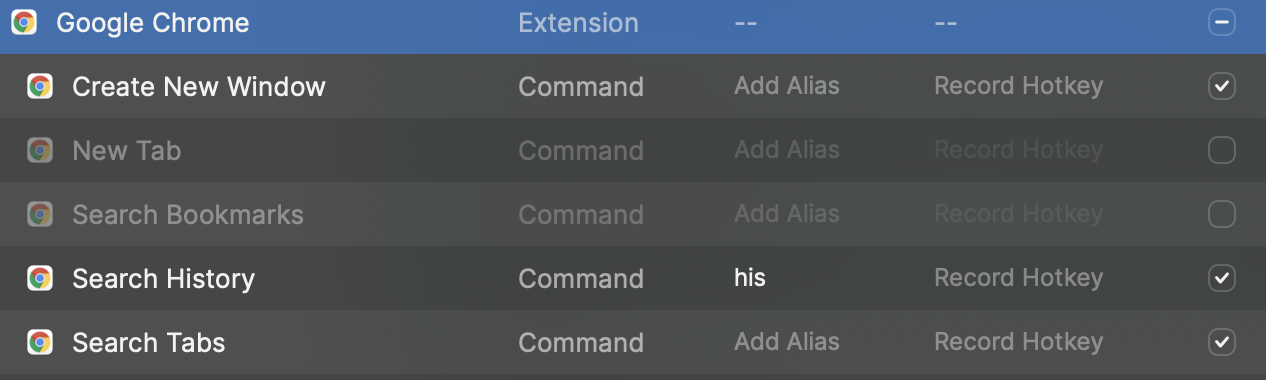 Google Chrome Extension -- --
Create New Window Command Add Alias Record Hotkey
New Tab Command Add Alias Record Hotkey
Search Bookmarks Command Add Alias Record Hotkey
Search History Command his Record Hotkey
Search Tabs Command Add Alias Record Hotkey